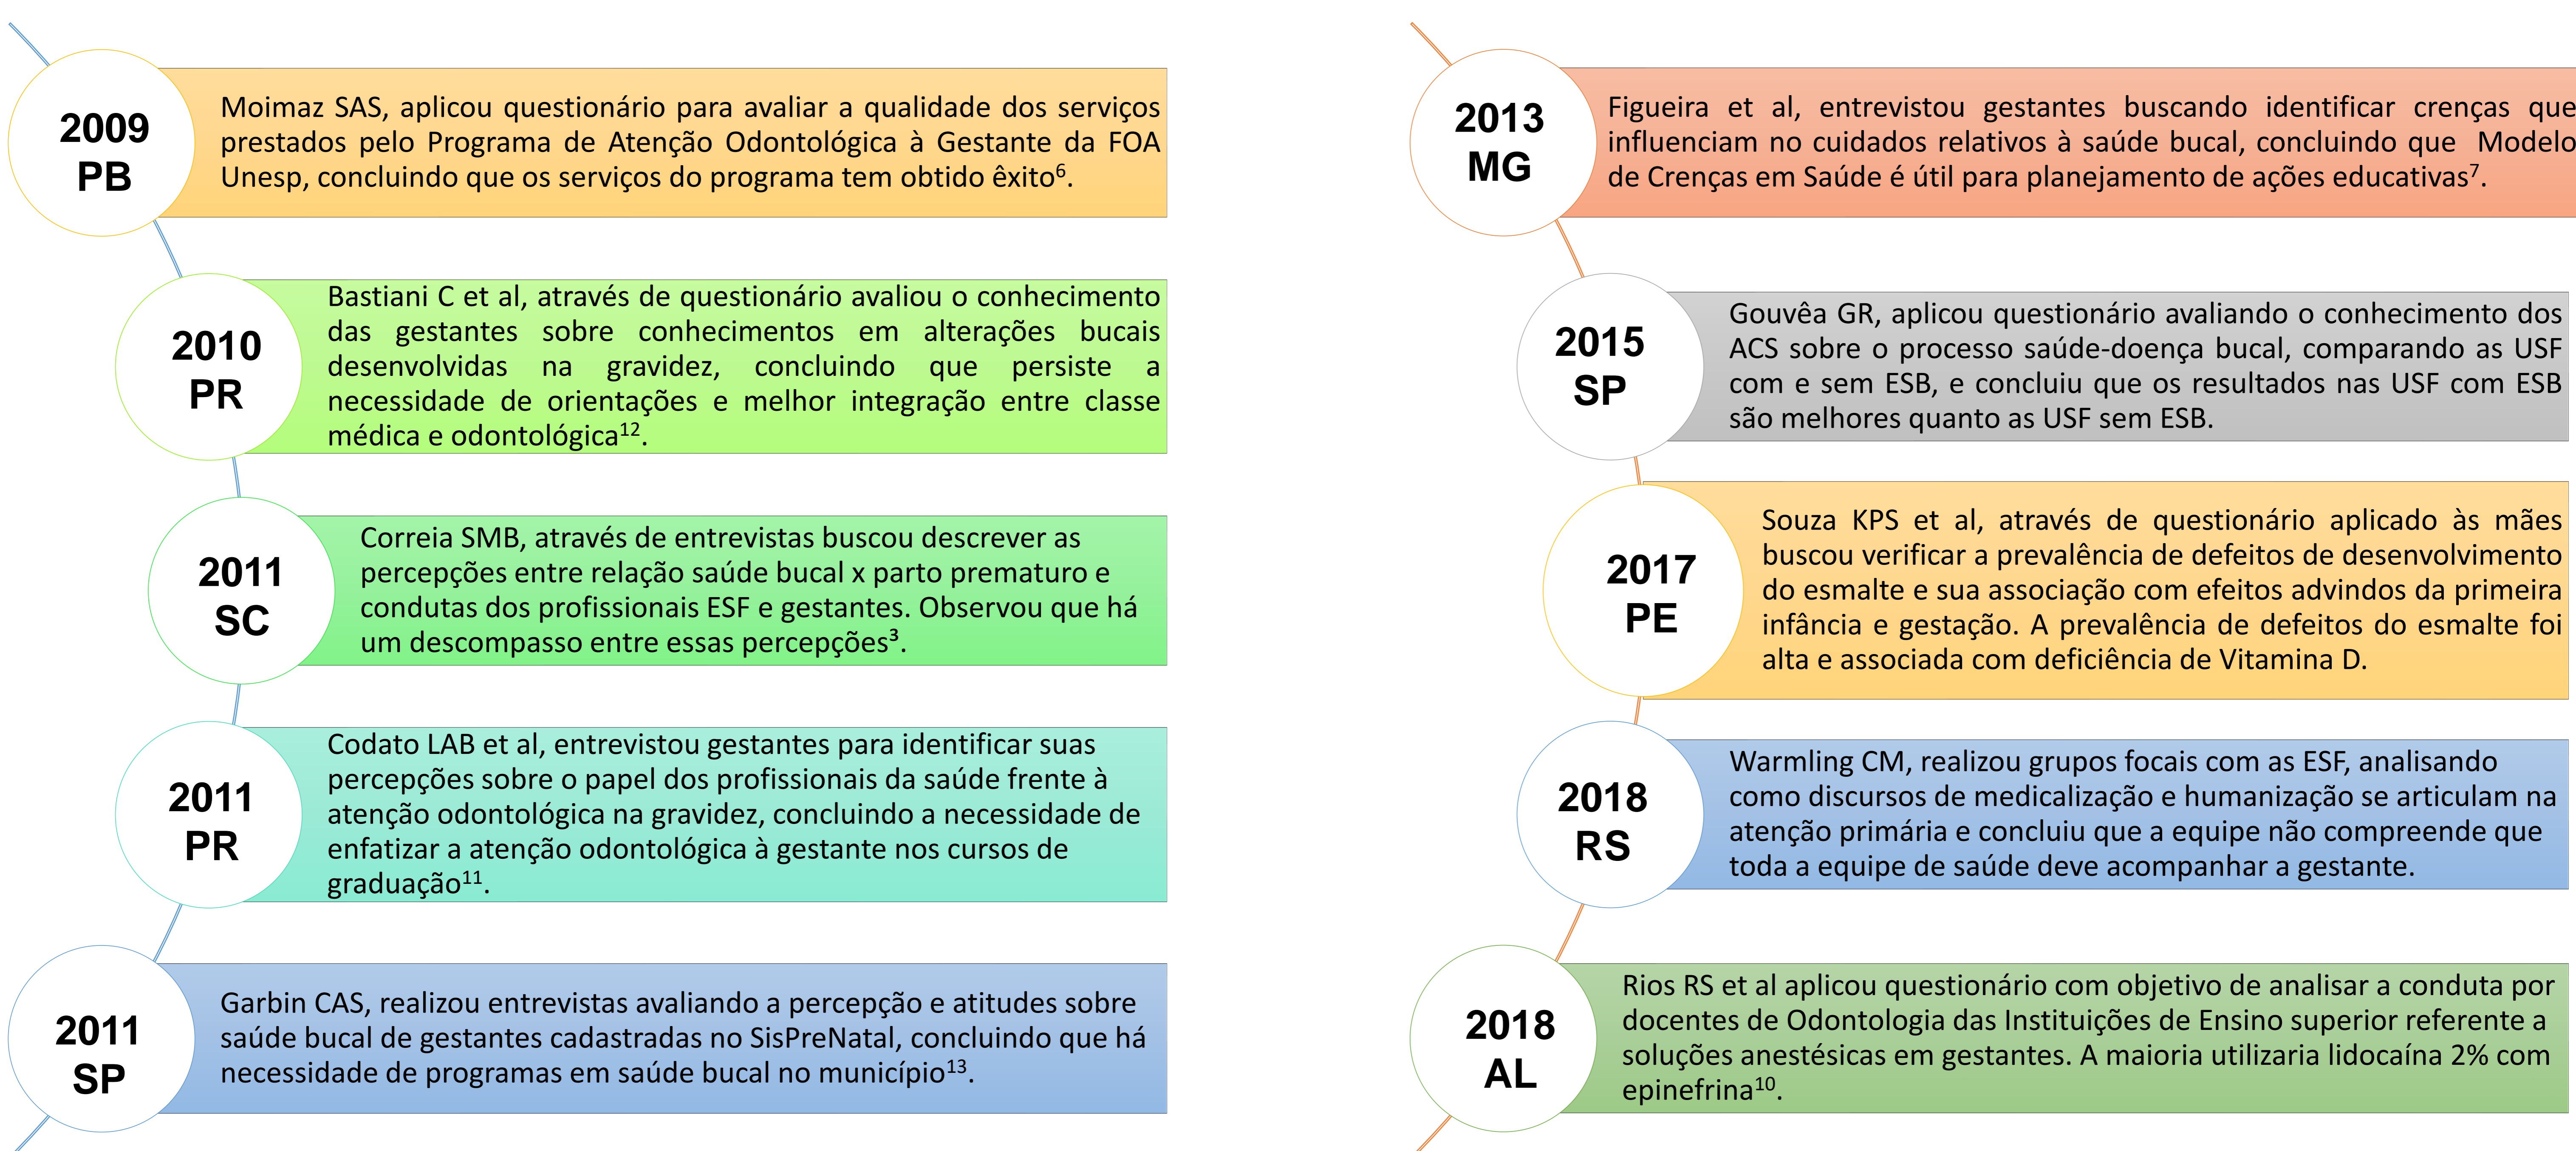 2009
PB
Moimaz SAS, aplicou questionário para avaliar a qualidade dos serviços
prestados pelo Programa de Atenção Odontológica à Gestante da FOA
Unesp, concluindo que os serviços do programa tem obtido êxito⁶.
2010
PR
Bastiani C et al, através de questionário avaliou o conhecimento
das gestantes sobre conhecimentos em alterações bucais
desenvolvidas na gravidez, concluindo que persiste a
necessidade de orientações e melhor integração entre classe
médica e odontológica¹².
2011
SC
Correia SMB, através de entrevistas buscou descrever as
percepções entre relação saúde bucal x parto prematuro e
condutas dos profissionais ESF e gestantes. Observou que há
um descompasso entre essas percepções³.
2011
PR
Codato LAB et al, entrevistou gestantes para identificar suas
percepções sobre o papel dos profissionais da saúde frente à
atenção odontológica na gravidez, concluindo a necessidade de
enfatizar a atenção odontológica à gestante nos cursos de
graduação¹¹.
2011
SP
Garbin CAS, realizou entrevistas avaliando a percepção e atitudes sobre
saúde bucal de gestantes cadastradas no SisPreNatal, concluindo que há
necessidade de programas em saúde bucal no município¹³.
2013
MG
Figueira et al, entrevistou gestantes buscando identificar crenças que
influenciam no cuidados relativos à saúde bucal, concluindo que Modelo
de Crenças em Saúde é útil para planejamento de ações educativas⁷.
2015
SP
Gouvêa GR, aplicou questionário avaliando o conhecimento dos
ACS sobre o processo saúde-doença bucal, comparando as USF
com e sem ESB, e concluiu que os resultados nas USF com ESB
são melhores quanto as USF sem ESB.
2017
PE
Souza KPS et al, através de questionário aplicado às mães
buscou verificar a prevalência de defeitos de desenvolvimento
do esmalte e sua associação com efeitos advindos da primeira
infância e gestação. A prevalência de defeitos do esmalte foi
alta e associada com deficiência de Vitamina D.
2018
RS
Warmling CM, realizou grupos focais com as ESF, analisando
como discursos de medicalização e humanização se articulam na
atenção primária e concluiu que a equipe não compreende que
toda a equipe de saúde deve acompanhar a gestante.
2018
AL
Rios RS et al aplicou questionário com objetivo de analisar a conduta por
docentes de Odontologia das Instituições de Ensino superior referente a
soluções anestésicas em gestantes. A maioria utilizaria lidocaína 2% com
epinefrina¹⁰.